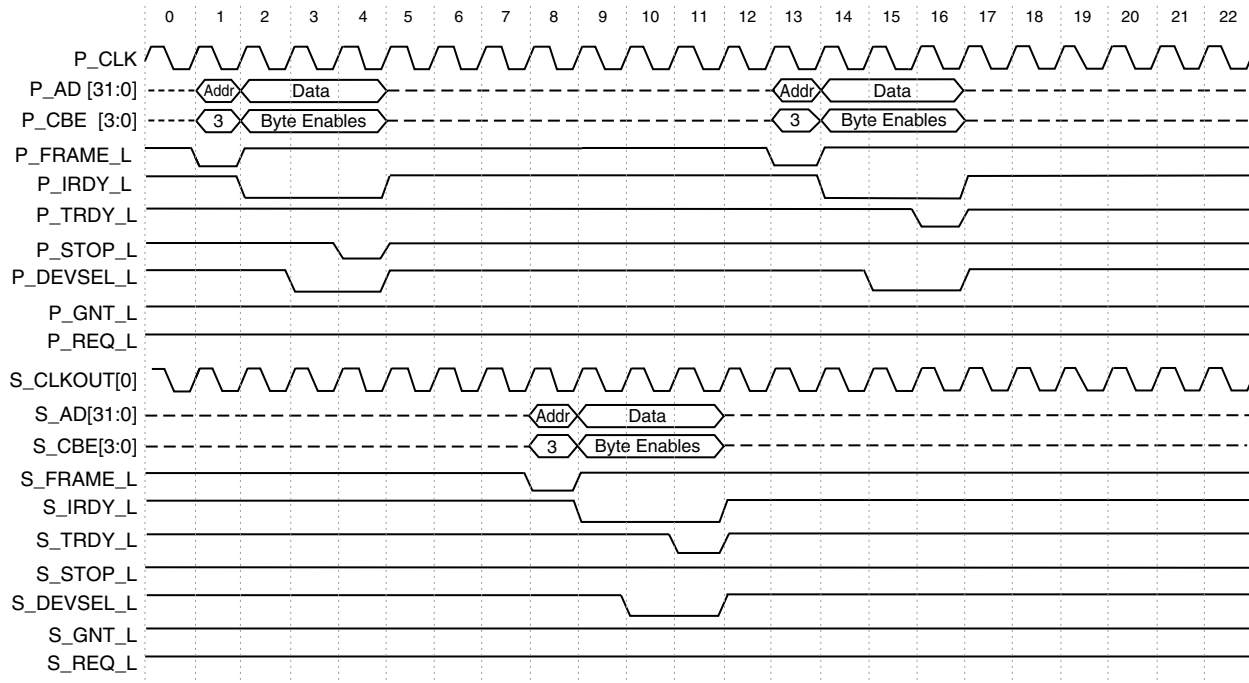 0 1 2 3 4 5 6 7 8 9 10 11 12 13 14 15 16 17 18 19 20 21 22
P_CLK
P_AD [31:0] Addr Data Addr Data
P_CBE [3:0] 3 Byte Enables 3 Byte Enables
P_FRAME_L
P_IRDY_L
P_TRDY_L
P_STOP_L
P_DEVSEL_L
P_GNT_L
P_REQ_L
S_CLKOUT[0]
S_AD[31:0] Addr Data
S_CBE[3:0] 3 Byte Enables
S_FRAME_L
S_IRDY_L
S_TRDY_L
S_STOP_L
S_DEVSEL_L
S_GNT_L
S_REQ_L